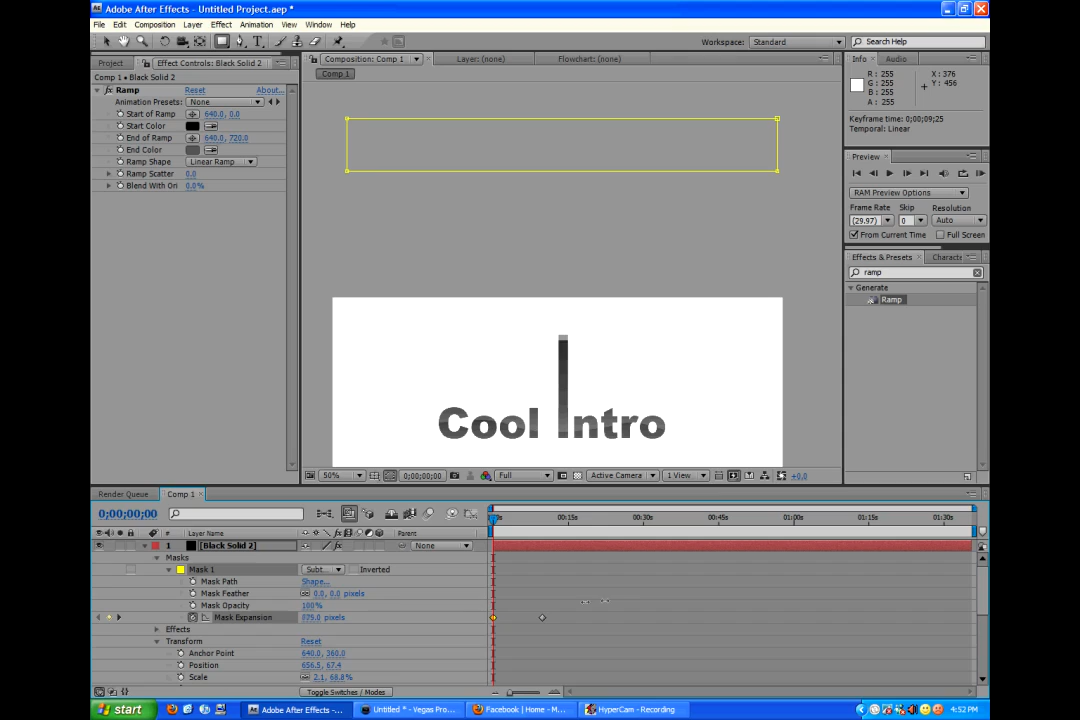 Adobe After Effects - Untitled Project.aep *
File Edit Composition Layer Effect Animation View Window Help
Workspace: Standard Search Help
Project Effect Controls: Black Solid 2
Comp 1 • Black Solid 2
Ramp Reset About...
Animation Presets: None
Start of Ramp 640.0, 0.0
Start Color
End of Ramp 640.0, 720.0
End Color
Ramp Shape Linear Ramp
Ramp Scatter 0.0
Blend With Ori 0.0%
Composition: Comp 1 Layer: (none) Flowchart: (none)
Comp 1
Cool Intro
50% 0;00;00;00 Full Active Camera 1 View +0.0
Info Audio
R : 255 X : 376
G : 255 Y : 456
B : 255
A : 255
Keyframe time: 0;00;09;25
Temporal: Linear
Preview
RAM Preview Options
Frame Rate Skip Resolution
(29.97) 0 Auto
From Current Time Full Screen
Effects & Presets Characte
ramp
Generate
Ramp
Render Queue Comp 1
0;00;00;00
00:15s 00:30s 00:45s 01:00s 01:15s 01:30s
# Layer Name Parent
1 [Black Solid 2] None
Masks
Mask 1 Subt... Inverted
Mask Path Shape...
Mask Feather 0.0, 0.0 pixels
Mask Opacity 100%
Mask Expansion pixels
Effects
Transform Reset
Anchor Point 640.0, 360.0
Position 656.5, 67.4
Scale 2.1, 68.8%
Toggle Switches / Modes
start Adobe After Effects -... Untitled * - Vegas Pro... Facebook | Home - M... HyperCam - Recording 4:52 PM